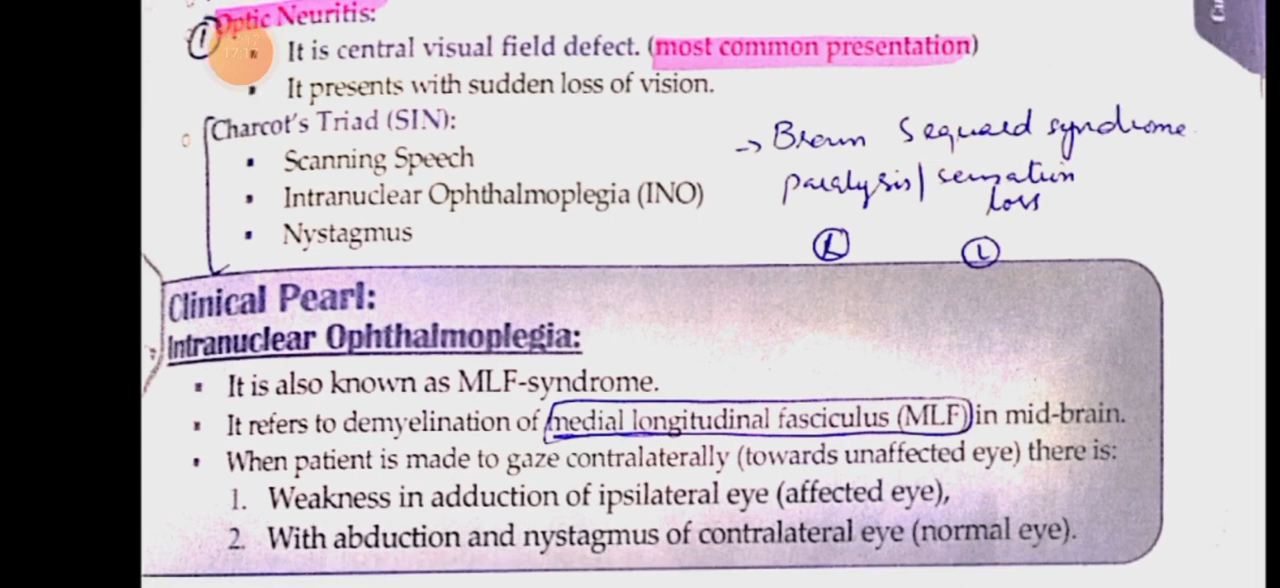 Optic Neuritis:
① It is central visual field defect. (most common presentation)
It presents with sudden loss of vision.
Charcot's Triad (SIN):
▪ Scanning Speech
▪ Intranuclear Ophthalmoplegia (INO)
▪ Nystagmus
→ Brown Sequard syndrome
paralysis/ sensation
loss
Ⓛ
Clinical Pearl:
Intranuclear Ophthalmoplegia:
▪ It is also known as MLF-syndrome.
▪ It refers to demyelination of medial longitudinal fasciculus (MLF) in mid-brain.
▪ When patient is made to gaze contralaterally (towards unaffected eye) there is:
1. Weakness in adduction of ipsilateral eye (affected eye),
2. With abduction and nystagmus of contralateral eye (normal eye).